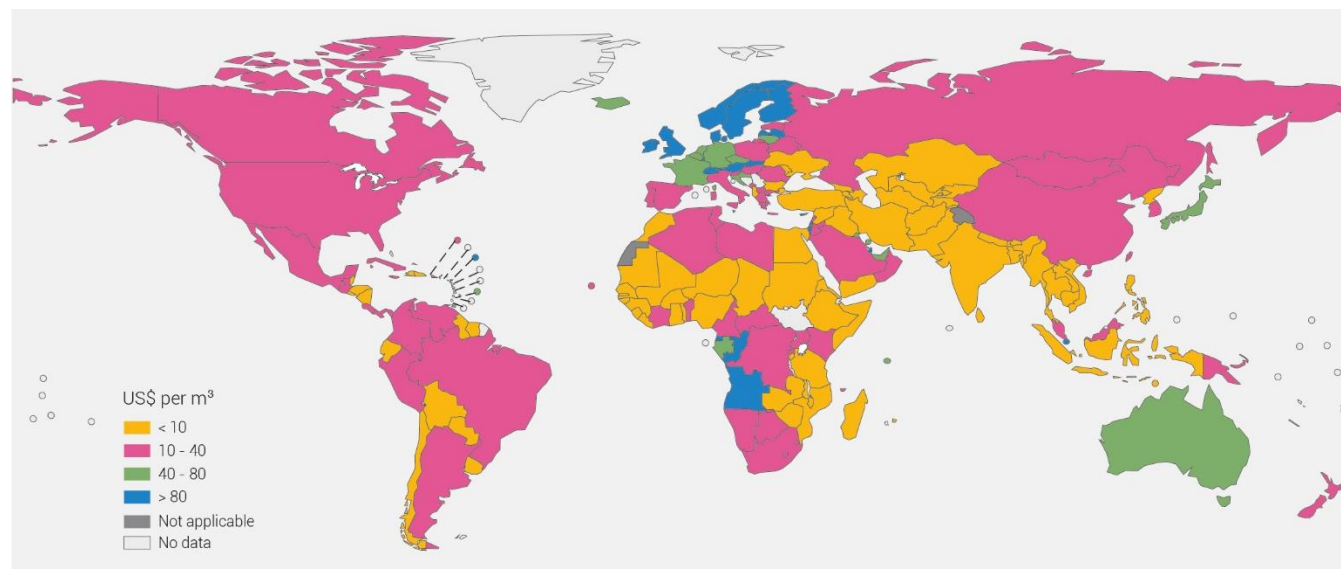 US$ per m³
< 10
10 - 40
40 - 80
> 80
Not applicable
No data